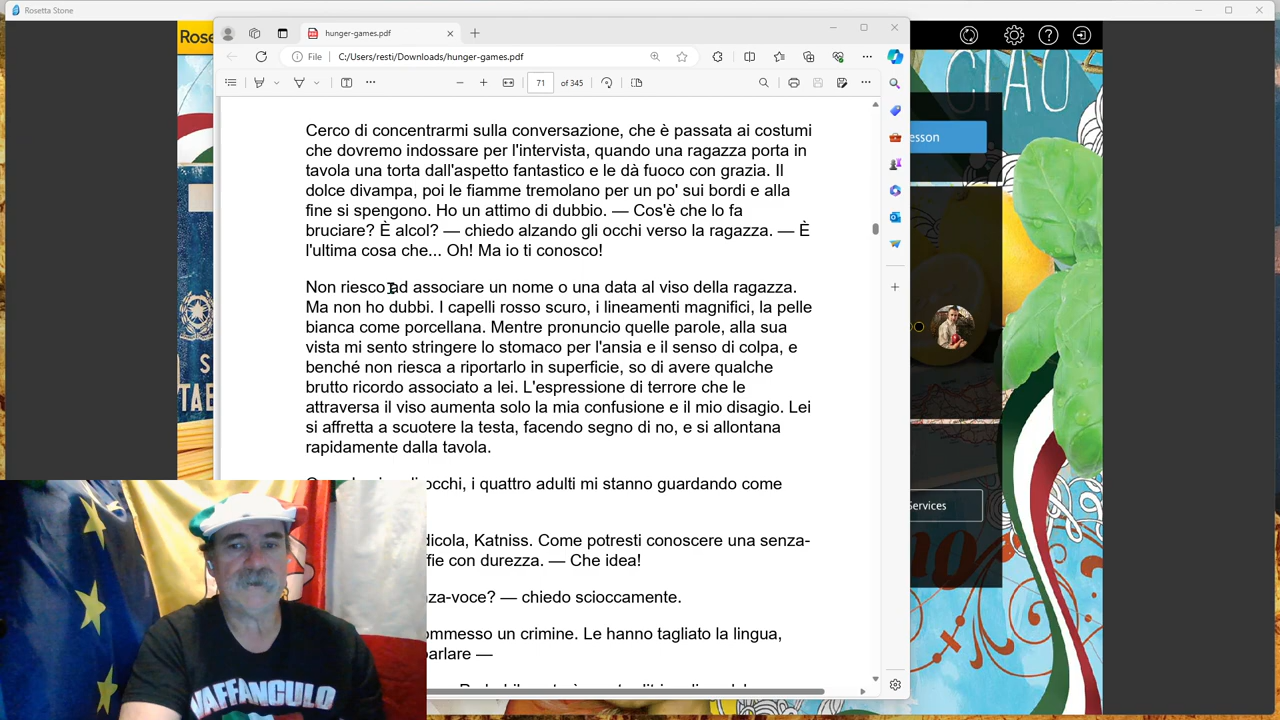 Rosetta Stone
Rose
hunger-games.pdf
File
C:/Users/resti/Downloads/hunger-games.pdf
71 of 345
CIAO
esson
Cerco di concentrarmi sulla conversazione, che è passata ai costumi
che dovremo indossare per l'intervista, quando una ragazza porta in
tavola una torta dall'aspetto fantastico e le dà fuoco con grazia. Il
dolce divampa, poi le fiamme tremolano per un po' sui bordi e alla
fine si spengono. Ho un attimo di dubbio. — Cos'è che lo fa
bruciare? È alcol? — chiedo alzando gli occhi verso la ragazza. — È
l'ultima cosa che... Oh! Ma io ti conosco!
Non riesco ad associare un nome o una data al viso della ragazza.
Ma non ho dubbi. I capelli rosso scuro, i lineamenti magnifici, la pelle
bianca come porcellana. Mentre pronuncio quelle parole, alla sua
vista mi sento stringere lo stomaco per l'ansia e il senso di colpa, e
benché non riesca a riportarlo in superficie, so di avere qualche
brutto ricordo associato a lei. L'espressione di terrore che le
attraversa il viso aumenta solo la mia confusione e il mio disagio. Lei
si affretta a scuotere la testa, facendo segno di no, e si allontana
rapidamente dalla tavola.
S
TAB
occhi, i quattro adulti mi stanno guardando come
Services
dicola, Katniss. Come potresti conoscere una senza-
fie con durezza. — Che idea!
nza-voce? — chiedo scioccamente.
ommesso un crimine. Le hanno tagliato la lingua,
parlare —
VAFFANCULO